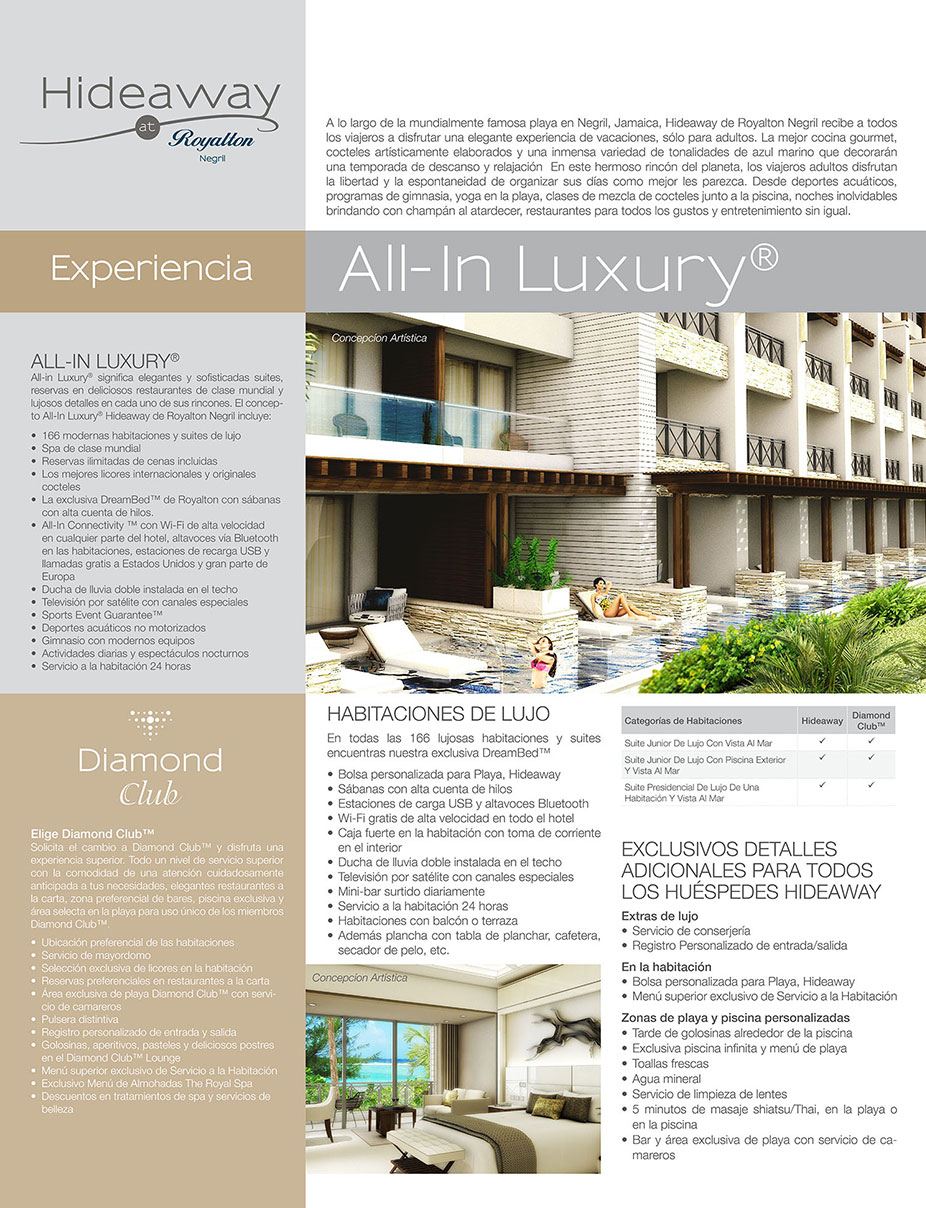 Hideaway
at
Royalton
Negril
A lo largo de la mundialmente famosa playa en Negril, Jamaica, Hideaway de Royalton Negril recibe a todos
los viajeros a disfrutar una elegante experiencia de vacaciones, sólo para adultos. La mejor cocina gourmet,
cocteles artísticamente elaborados y una inmensa variedad de tonalidades de azul marino que decorarán
una temporada de descanso y relajación  En este hermoso rincón del planeta, los viajeros adultos disfrutan
la libertad y la espontaneidad de organizar sus días como mejor les parezca. Desde deportes acuáticos,
programas de gimnasia, yoga en la playa, clases de mezcla de cocteles junto a la piscina, noches inolvidables
brindando con champán al atardecer, restaurantes para todos los gustos y entretenimiento sin igual.
Experiencia
All-In Luxury®
ALL-IN LUXURY®
All-in Luxury® significa elegantes y sofisticadas suites,
reservas en deliciosos restaurantes de clase mundial y
lujosos detalles en cada uno de sus rincones. El concep-
to All-In Luxury® Hideaway de Royalton Negril incluye:
• 166 modernas habitaciones y suites de lujo
• Spa de clase mundial
• Reservas ilimitadas de cenas incluidas
• Los mejores licores internacionales y originales
cocteles
• La exclusiva DreamBed™ de Royalton con sábanas
con alta cuenta de hilos.
• All-In Connectivity ™ con Wi-Fi de alta velocidad
en cualquier parte del hotel, altavoces vía Bluetooth
en las habitaciones, estaciones de recarga USB y
llamadas gratis a Estados Unidos y gran parte de
Europa
• Ducha de lluvia doble instalada en el techo
• Televisión por satélite con canales especiales
• Sports Event Guarantee™
• Deportes acuáticos no motorizados
• Gimnasio con modernos equipos
• Actividades diarias y espectáculos nocturnos
• Servicio a la habitación 24 horas
Concepcíon Artística
Diamond
Club
Elige Diamond Club™
Solicita el cambio a Diamond Club™ y disfruta una
experiencia superior. Todo un nivel de servicio superior
con la comodidad de una atención cuidadosamente
anticipada a tus necesidades, elegantes restaurantes a
la carta, zona preferencial de bares, piscina exclusiva y
área selecta en la playa para uso único de los miembros
Diamond Club™.
• Ubicación preferencial de las habitaciones
• Servicio de mayordomo
• Selección exclusiva de licores en la habitación
• Reservas preferenciales en restaurantes a la carta
• Área exclusiva de playa Diamond Club™ con servi-
cio de camareros
• Pulsera distintiva
• Registro personalizado de entrada y salida
• Golosinas, aperitivos, pasteles y deliciosos postres
en el Diamond Club™ Lounge
• Menú superior exclusivo de Servicio a la Habitación
• Exclusivo Menú de Almohadas The Royal Spa
• Descuentos en tratamientos de spa y servicios de
belleza
HABITACIONES DE LUJO
En todas las 166 lujosas habitaciones y suites
encuentras nuestra exclusiva DreamBed™
• Bolsa personalizada para Playa, Hideaway
• Sábanas con alta cuenta de hilos
• Estaciones de carga USB y altavoces Bluetooth
• Wi-Fi gratis de alta velocidad en todo el hotel
• Caja fuerte en la habitación con toma de corriente
en el interior
• Ducha de lluvia doble instalada en el techo
• Televisión por satélite con canales especiales
• Mini-bar surtido diariamente
• Servicio a la habitación 24 horas
• Habitaciones con balcón o terraza
• Además plancha con tabla de planchar, cafetera,
secador de pelo, etc.
Concepcíon Artística
Categorías de Habitaciones Hideaway Diamond
Club™
Suite Junior De Lujo Con Vista Al Mar ✓ ✓
Suite Junior De Lujo Con Piscina Exterior ✓ ✓
Y Vista Al Mar
Suite Presidencial De Lujo De Una ✓ ✓
Habitación Y Vista Al Mar
EXCLUSIVOS DETALLES
ADICIONALES PARA TODOS
LOS HUÉSPEDES HIDEAWAY
Extras de lujo
• Servicio de conserjería
• Registro Personalizado de entrada/salida
En la habitación
• Bolsa personalizada para Playa, Hideaway
• Menú superior exclusivo de Servicio a la Habitación
Zonas de playa y piscina personalizadas
• Tarde de golosinas alrededor de la piscina
• Exclusiva piscina infinita y menú de playa
• Toallas frescas
• Agua mineral
• Servicio de limpieza de lentes
• 5 minutos de masaje shiatsu/Thai, en la playa o
en la piscina
• Bar y área exclusiva de playa con servicio de ca-
mareros